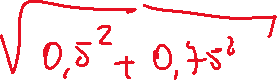 √0,5² + 0,75²